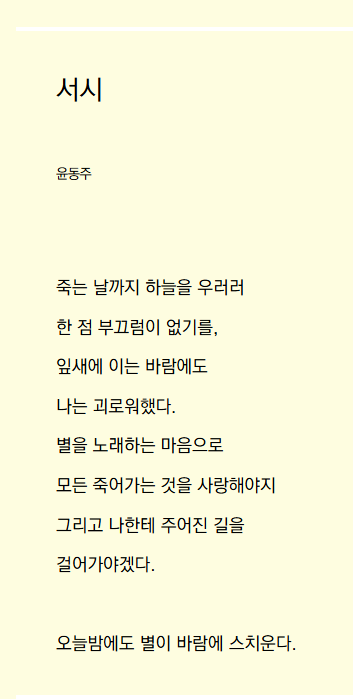 서시
윤동주
죽는 날까지 하늘을 우러러
한 점 부끄럼이 없기를,
잎새에 이는 바람에도
나는 괴로워했다.
별을 노래하는 마음으로
모든 죽어가는 것을 사랑해야지
그리고 나한테 주어진 길을
걸어가야겠다.
오늘밤에도 별이 바람에 스치운다.